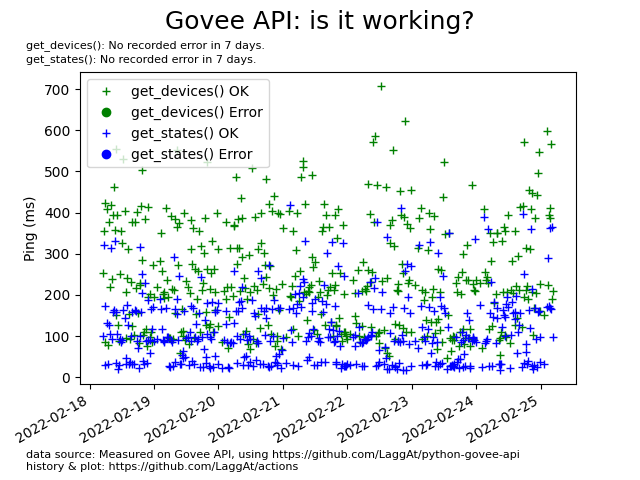 Govee API: is it working?
get_devices(): No recorded error in 7 days.
get_states(): No recorded error in 7 days.
get_devices() OK
get_devices() Error
get_states() OK
get_states() Error
Ping (ms)
700
600
500
400
300
200
100
0
2022-02-18
2022-02-19
2022-02-20
2022-02-21
2022-02-22
2022-02-23
2022-02-24
2022-02-25
data source: Measured on Govee API, using https://github.com/LaggAt/python-govee-api
history & plot: https://github.com/LaggAt/actions